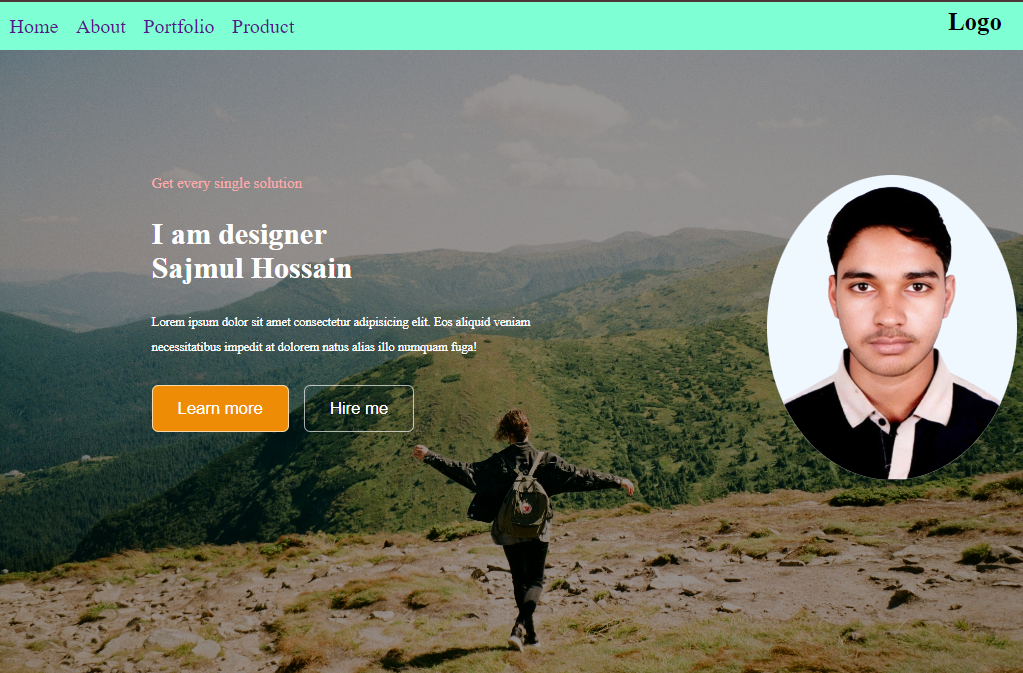 Home About Portfolio Product Logo
Get every single solution
I am designer
Sajmul Hossain
Lorem ipsum dolor sit amet consectetur adipisicing elit. Eos aliquid veniam
necessitatibus impedit at dolorem natus alias illo numquam fuga!
Learn more Hire me